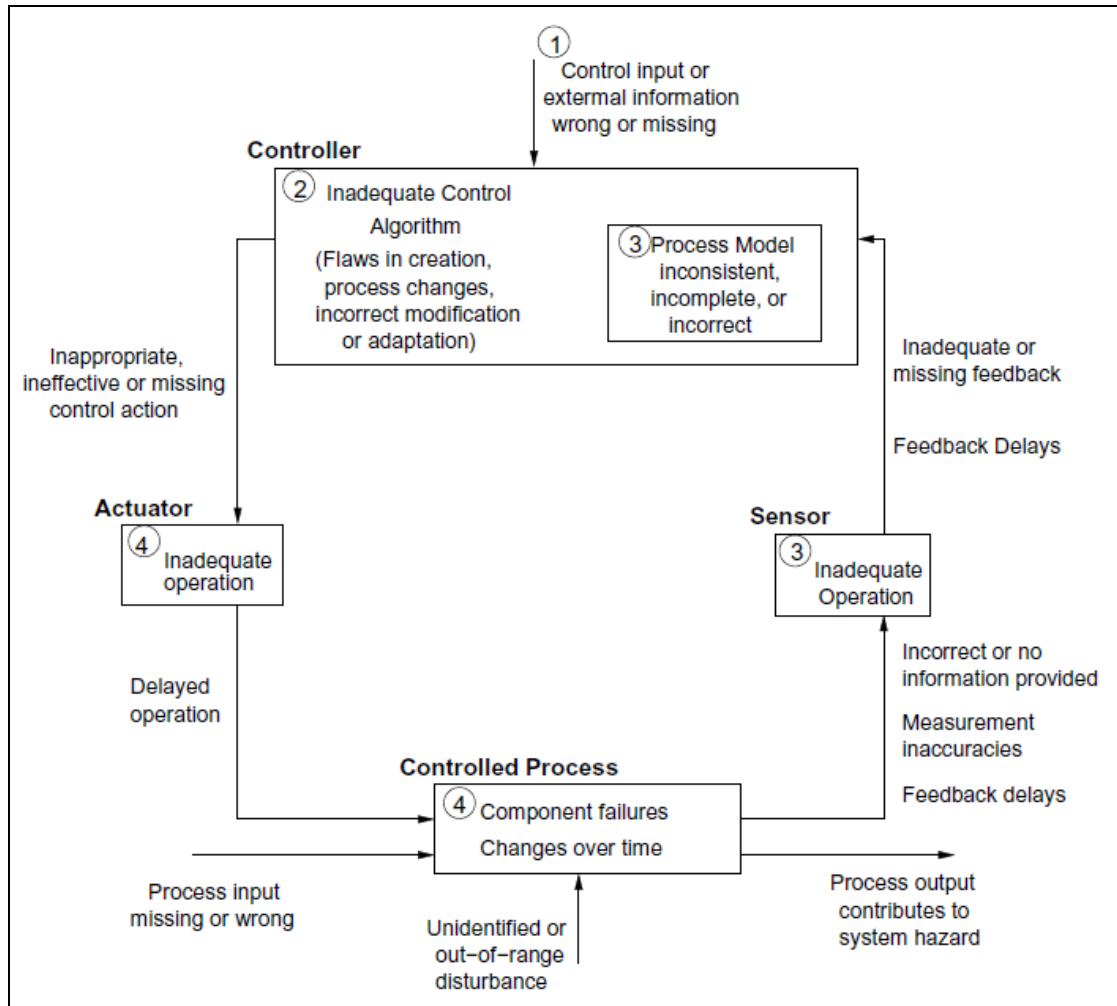 1
Control input or
extermal information
wrong or missing
Controller
2
Inadequate Control
Algorithm
(Flaws in creation,
process changes,
incorrect modification
or adaptation)
3
Process Model
inconsistent,
incomplete, or
incorrect
Inappropriate,
ineffective or missing
control action
Inadequate or
missing feedback
Feedback Delays
Actuator
4
Inadequate
operation
Sensor
3
Inadequate
Operation
Delayed
operation
Incorrect or no
information provided
Measurement
inaccuracies
Feedback delays
Controlled Process
4
Component failures
Changes over time
Process input
missing or wrong
Unidentified or
out−of−range
disturbance
Process output
contributes to
system hazard